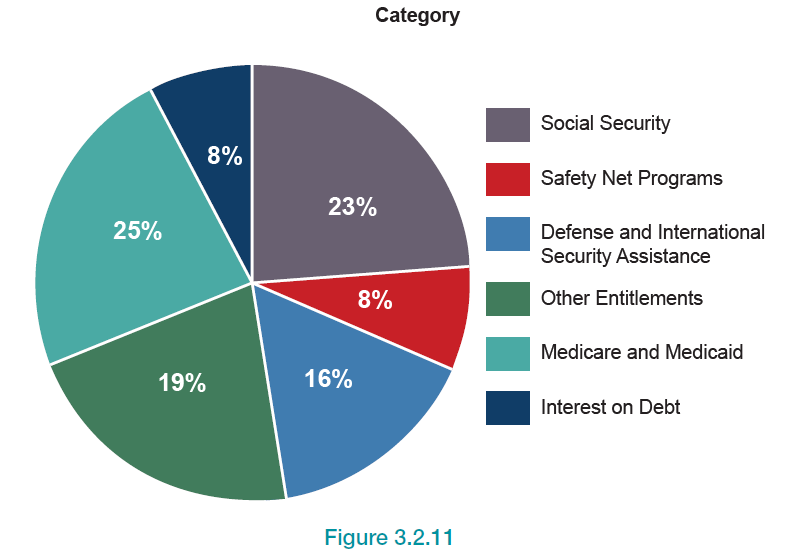 Category
23%
8%
16%
19%
25%
8%
Social Security
Safety Net Programs
Defense and International
Security Assistance
Other Entitlements
Medicare and Medicaid
Interest on Debt
Figure 3.2.11